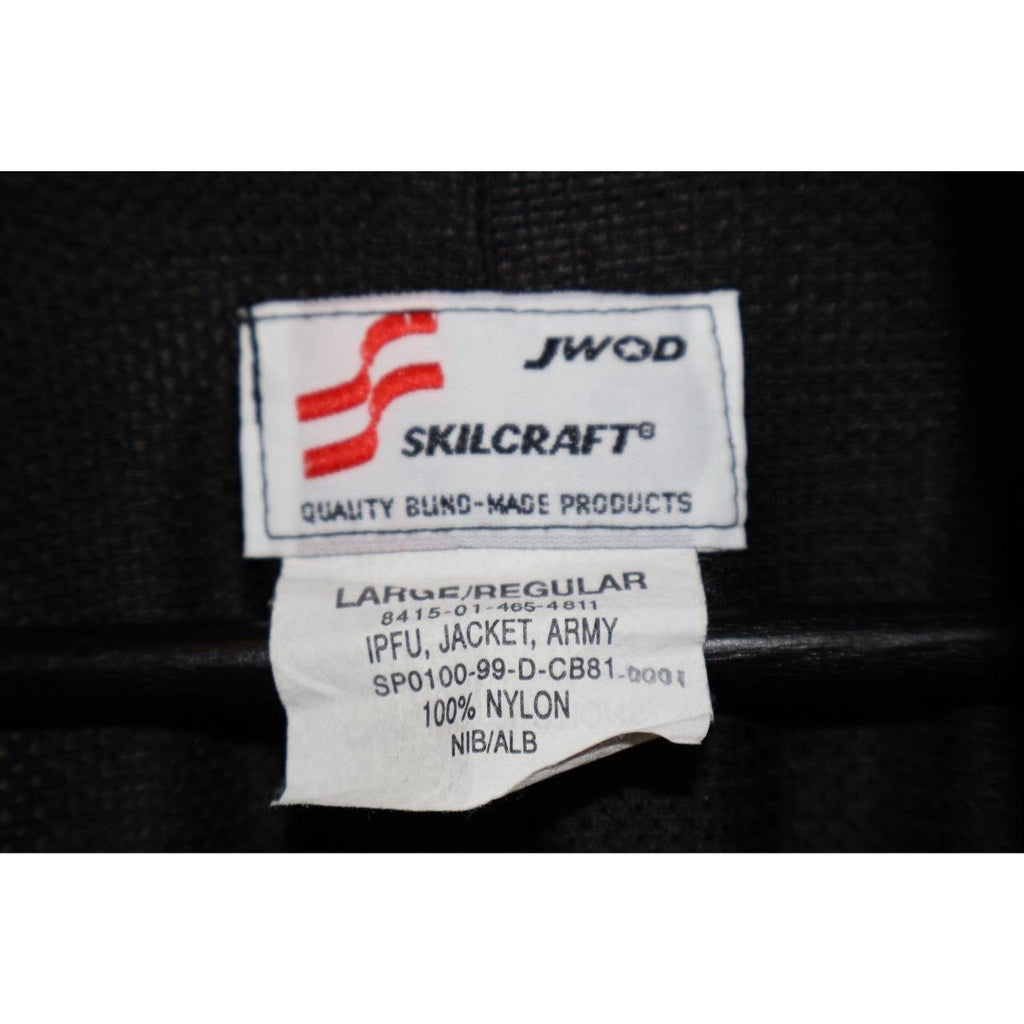 JWOD
SKILCRAFT®
QUALITY BLIND-MADE PRODUCTS
LARGE/REGULAR
8415-01-465-4811
IPFU, JACKET, ARMY
SP0100-99-D-CB81-0001
100% NYLON
NIB/ALB